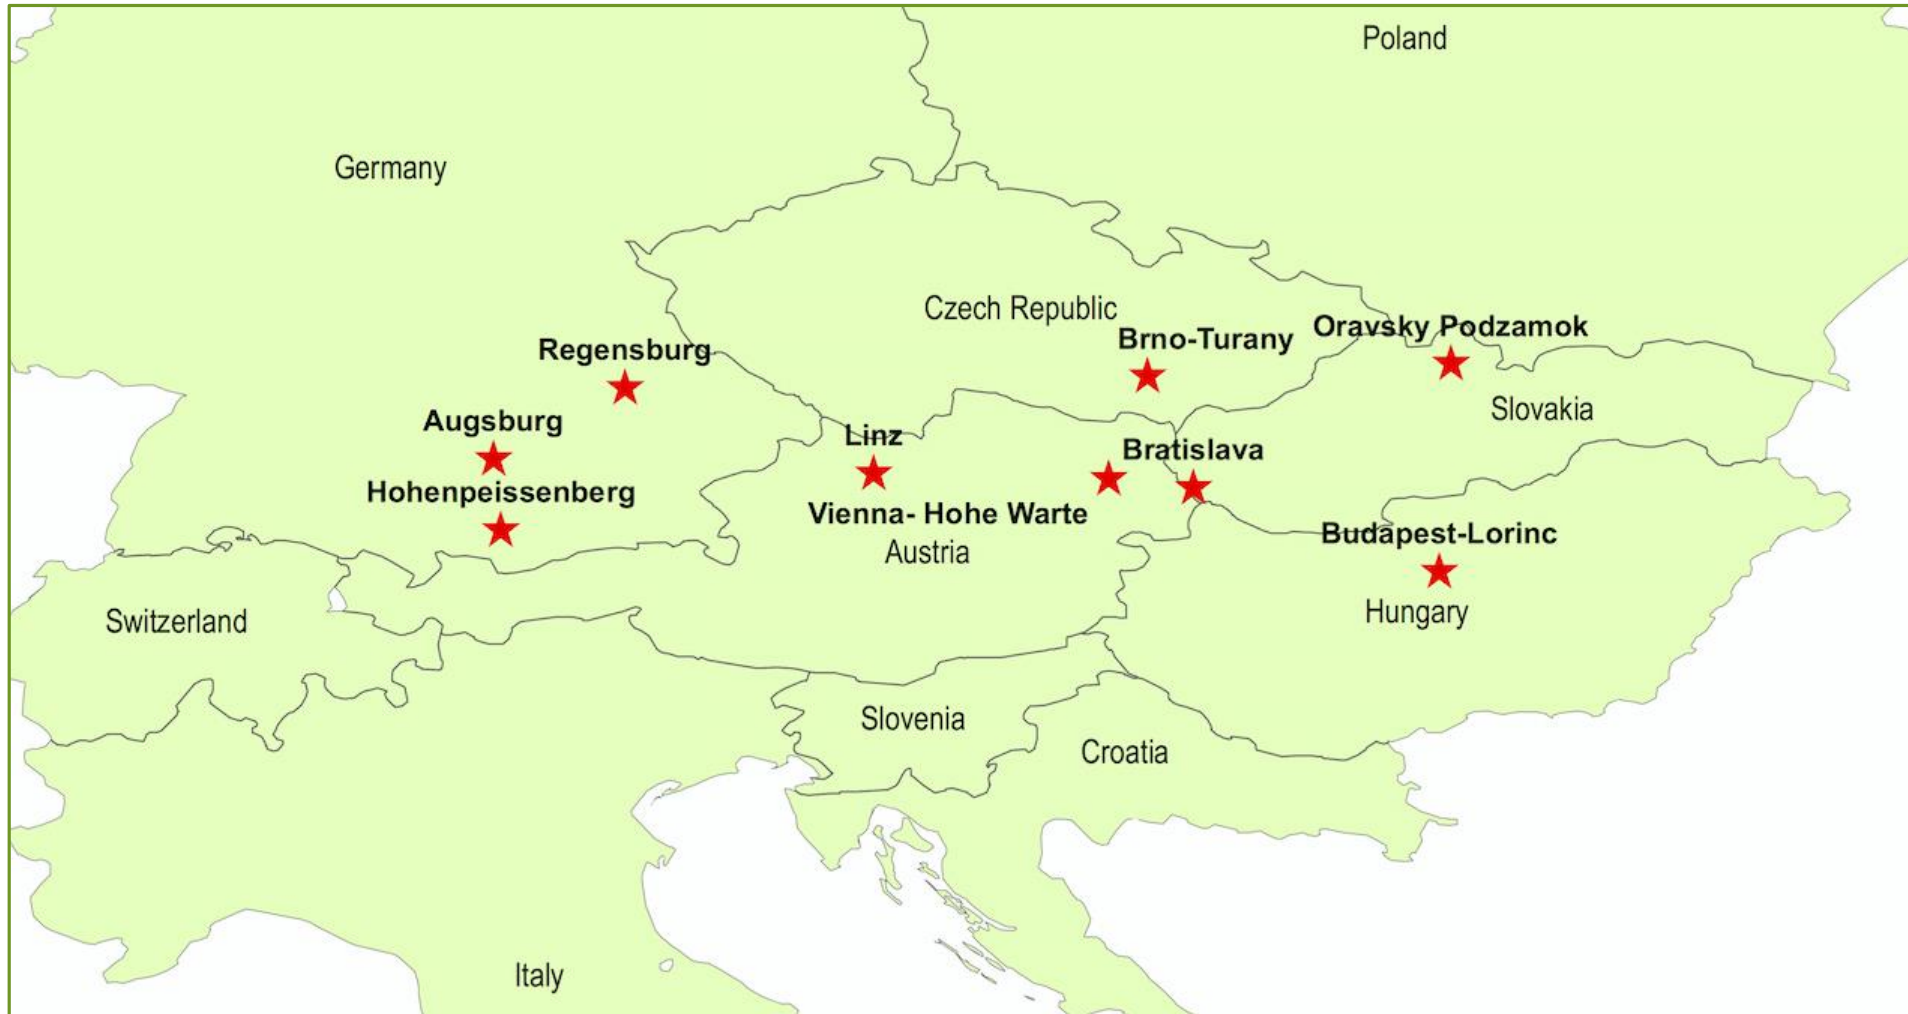 Poland
Germany
Czech Republic
Oravsky Podzamok
Brno-Turany
Regensburg
Slovakia
Augsburg
Linz
Bratislava
Hohenpeissenberg
Vienna- Hohe Warte
Budapest-Lorinc
Austria
Hungary
Switzerland
Slovenia
Croatia
Italy